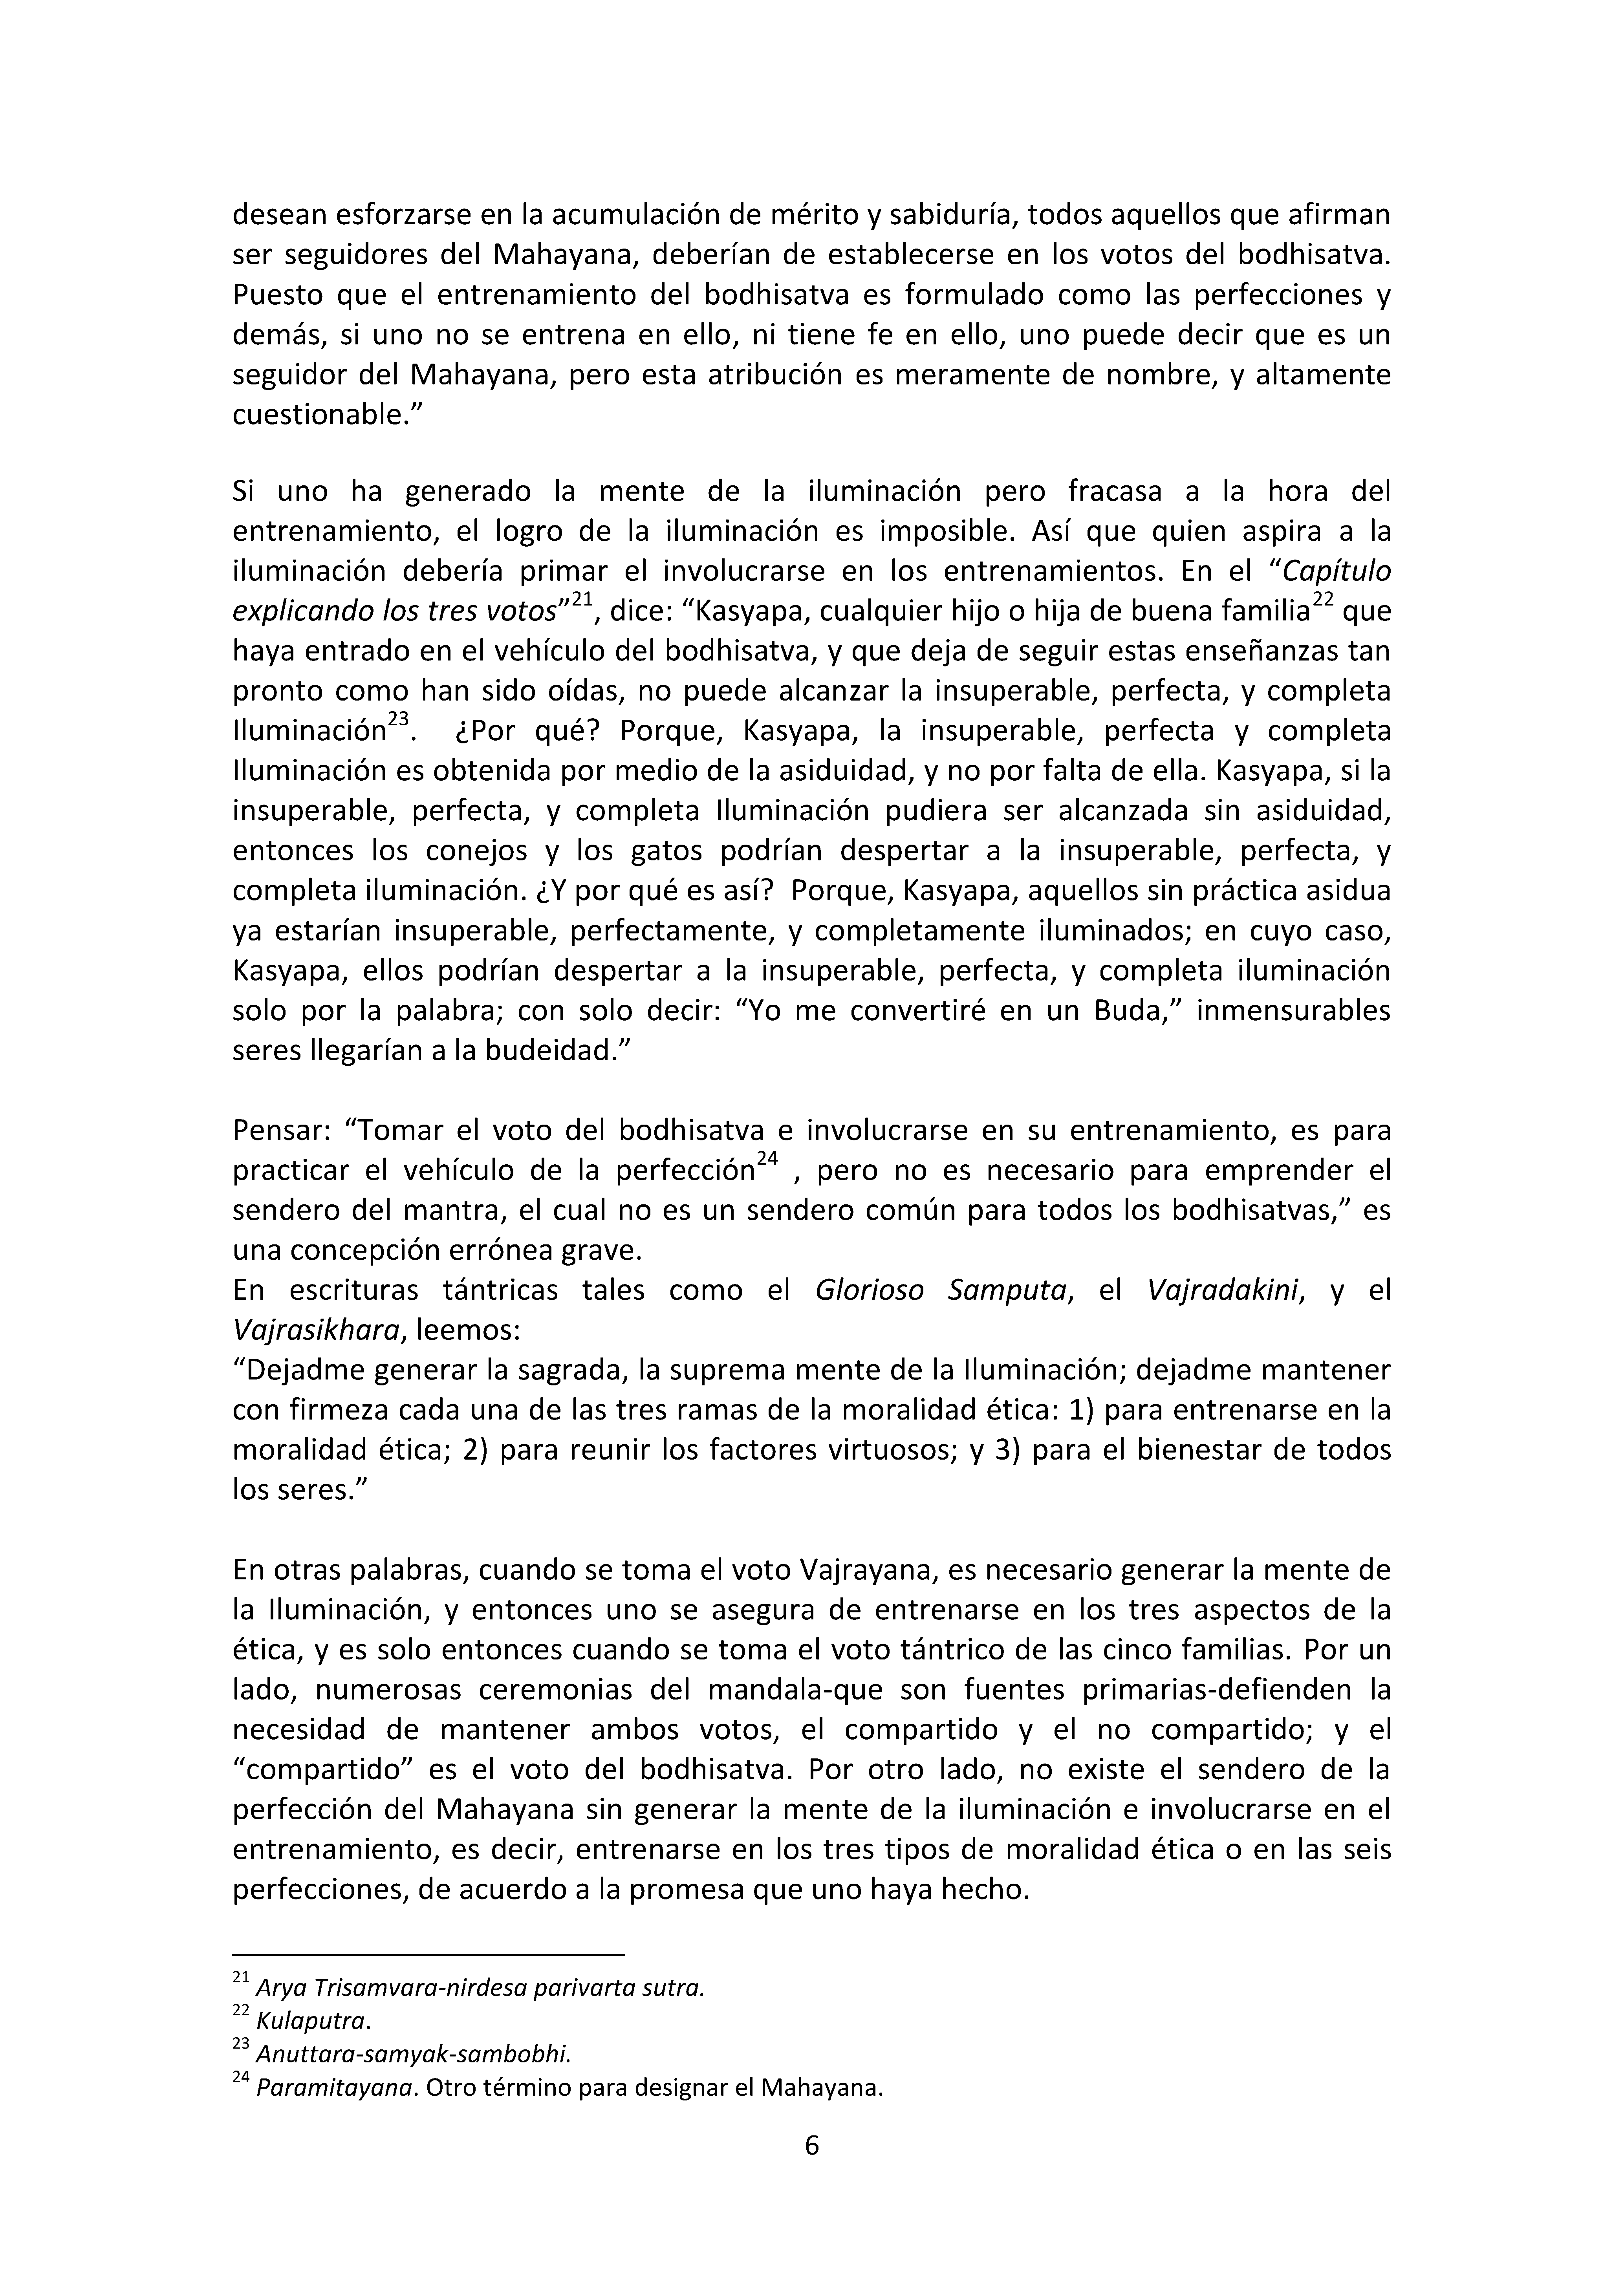 desean esforzarse en la acumulación de mérito y sabiduría, todos aquellos que afirman
ser seguidores del Mahayana, deberían de establecerse en los votos del bodhisatva.
Puesto que el entrenamiento del bodhisatva es formulado como las perfecciones y
demás, si uno no se entrena en ello, ni tiene fe en ello, uno puede decir que es un
seguidor del Mahayana, pero esta atribución es meramente de nombre, y altamente
cuestionable.”
Si uno ha generado la mente de la iluminación pero fracasa a la hora del
entrenamiento, el logro de la iluminación es imposible. Así que quien aspira a la
iluminación debería primar el involucrarse en los entrenamientos. En el “Capítulo
explicando los tres votos”21, dice: “Kasyapa, cualquier hijo o hija de buena familia22 que
haya entrado en el vehículo del bodhisatva, y que deja de seguir estas enseñanzas tan
pronto como han sido oídas, no puede alcanzar la insuperable, perfecta, y completa
Iluminación23. ¿Por qué? Porque, Kasyapa, la insuperable, perfecta y completa
Iluminación es obtenida por medio de la asiduidad, y no por falta de ella. Kasyapa, si la
insuperable, perfecta, y completa Iluminación pudiera ser alcanzada sin asiduidad,
entonces los conejos y los gatos podrían despertar a la insuperable, perfecta, y
completa iluminación. ¿Y por qué es así? Porque, Kasyapa, aquellos sin práctica asidua
ya estarían insuperable, perfectamente, y completamente iluminados; en cuyo caso,
Kasyapa, ellos podrían despertar a la insuperable, perfecta, y completa iluminación
solo por la palabra; con solo decir: “Yo me convertiré en un Buda,” inmensurables
seres llegarían a la budeidad.”
Pensar: “Tomar el voto del bodhisatva e involucrarse en su entrenamiento, es para
practicar el vehículo de la perfección24 , pero no es necesario para emprender el
sendero del mantra, el cual no es un sendero común para todos los bodhisatvas,” es
una concepción errónea grave.
En escrituras tántricas tales como el Glorioso Samputa, el Vajradakini, y el
Vajrasikhara, leemos:
“Dejadme generar la sagrada, la suprema mente de la Iluminación; dejadme mantener
con firmeza cada una de las tres ramas de la moralidad ética: 1) para entrenarse en la
moralidad ética; 2) para reunir los factores virtuosos; y 3) para el bienestar de todos
los seres.”
En otras palabras, cuando se toma el voto Vajrayana, es necesario generar la mente de
la Iluminación, y entonces uno se asegura de entrenarse en los tres aspectos de la
ética, y es solo entonces cuando se toma el voto tántrico de las cinco familias. Por un
lado, numerosas ceremonias del mandala-que son fuentes primarias-defienden la
necesidad de mantener ambos votos, el compartido y el no compartido; y el
“compartido” es el voto del bodhisatva. Por otro lado, no existe el sendero de la
perfección del Mahayana sin generar la mente de la iluminación e involucrarse en el
entrenamiento, es decir, entrenarse en los tres tipos de moralidad ética o en las seis
perfecciones, de acuerdo a la promesa que uno haya hecho.
21 Arya Trisamvara-nirdesa parivarta sutra.
22 Kulaputra.
23 Anuttara-samyak-sambobhi.
24 Paramitayana. Otro término para designar el Mahayana.
6